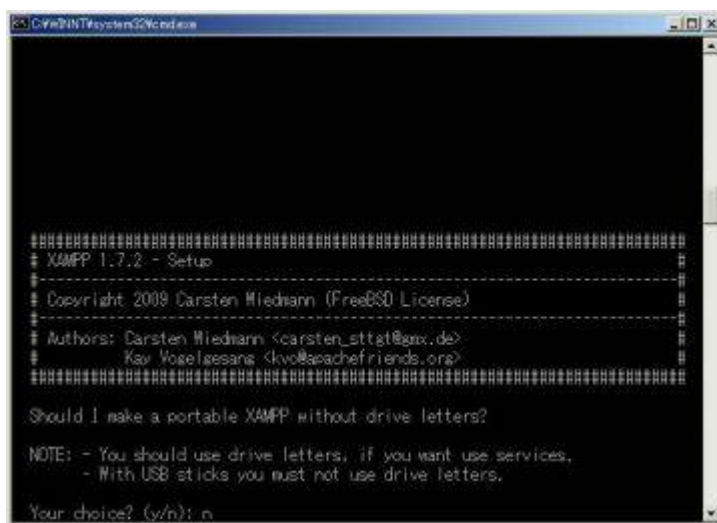 C:¥WINNT¥system32¥cmd.exe
################################################################################
# XAMPP 1.7.2 - Setup #
#------------------------------------------------------------------------------
# Copyright 2009 Carsten Wiedmann (FreeBSD License) #
#------------------------------------------------------------------------------
# Authors: Carsten Wiedmann <carsten_sttgt@gmx.de> #
# Kay Vogelgesang <kvo@apachefriends.org> #
################################################################################
Should I make a portable XAMPP without drive letters?
NOTE: - You should use drive letters, if you want use services.
- With USB sticks you must not use drive letters.
Your choice? (y/n): n